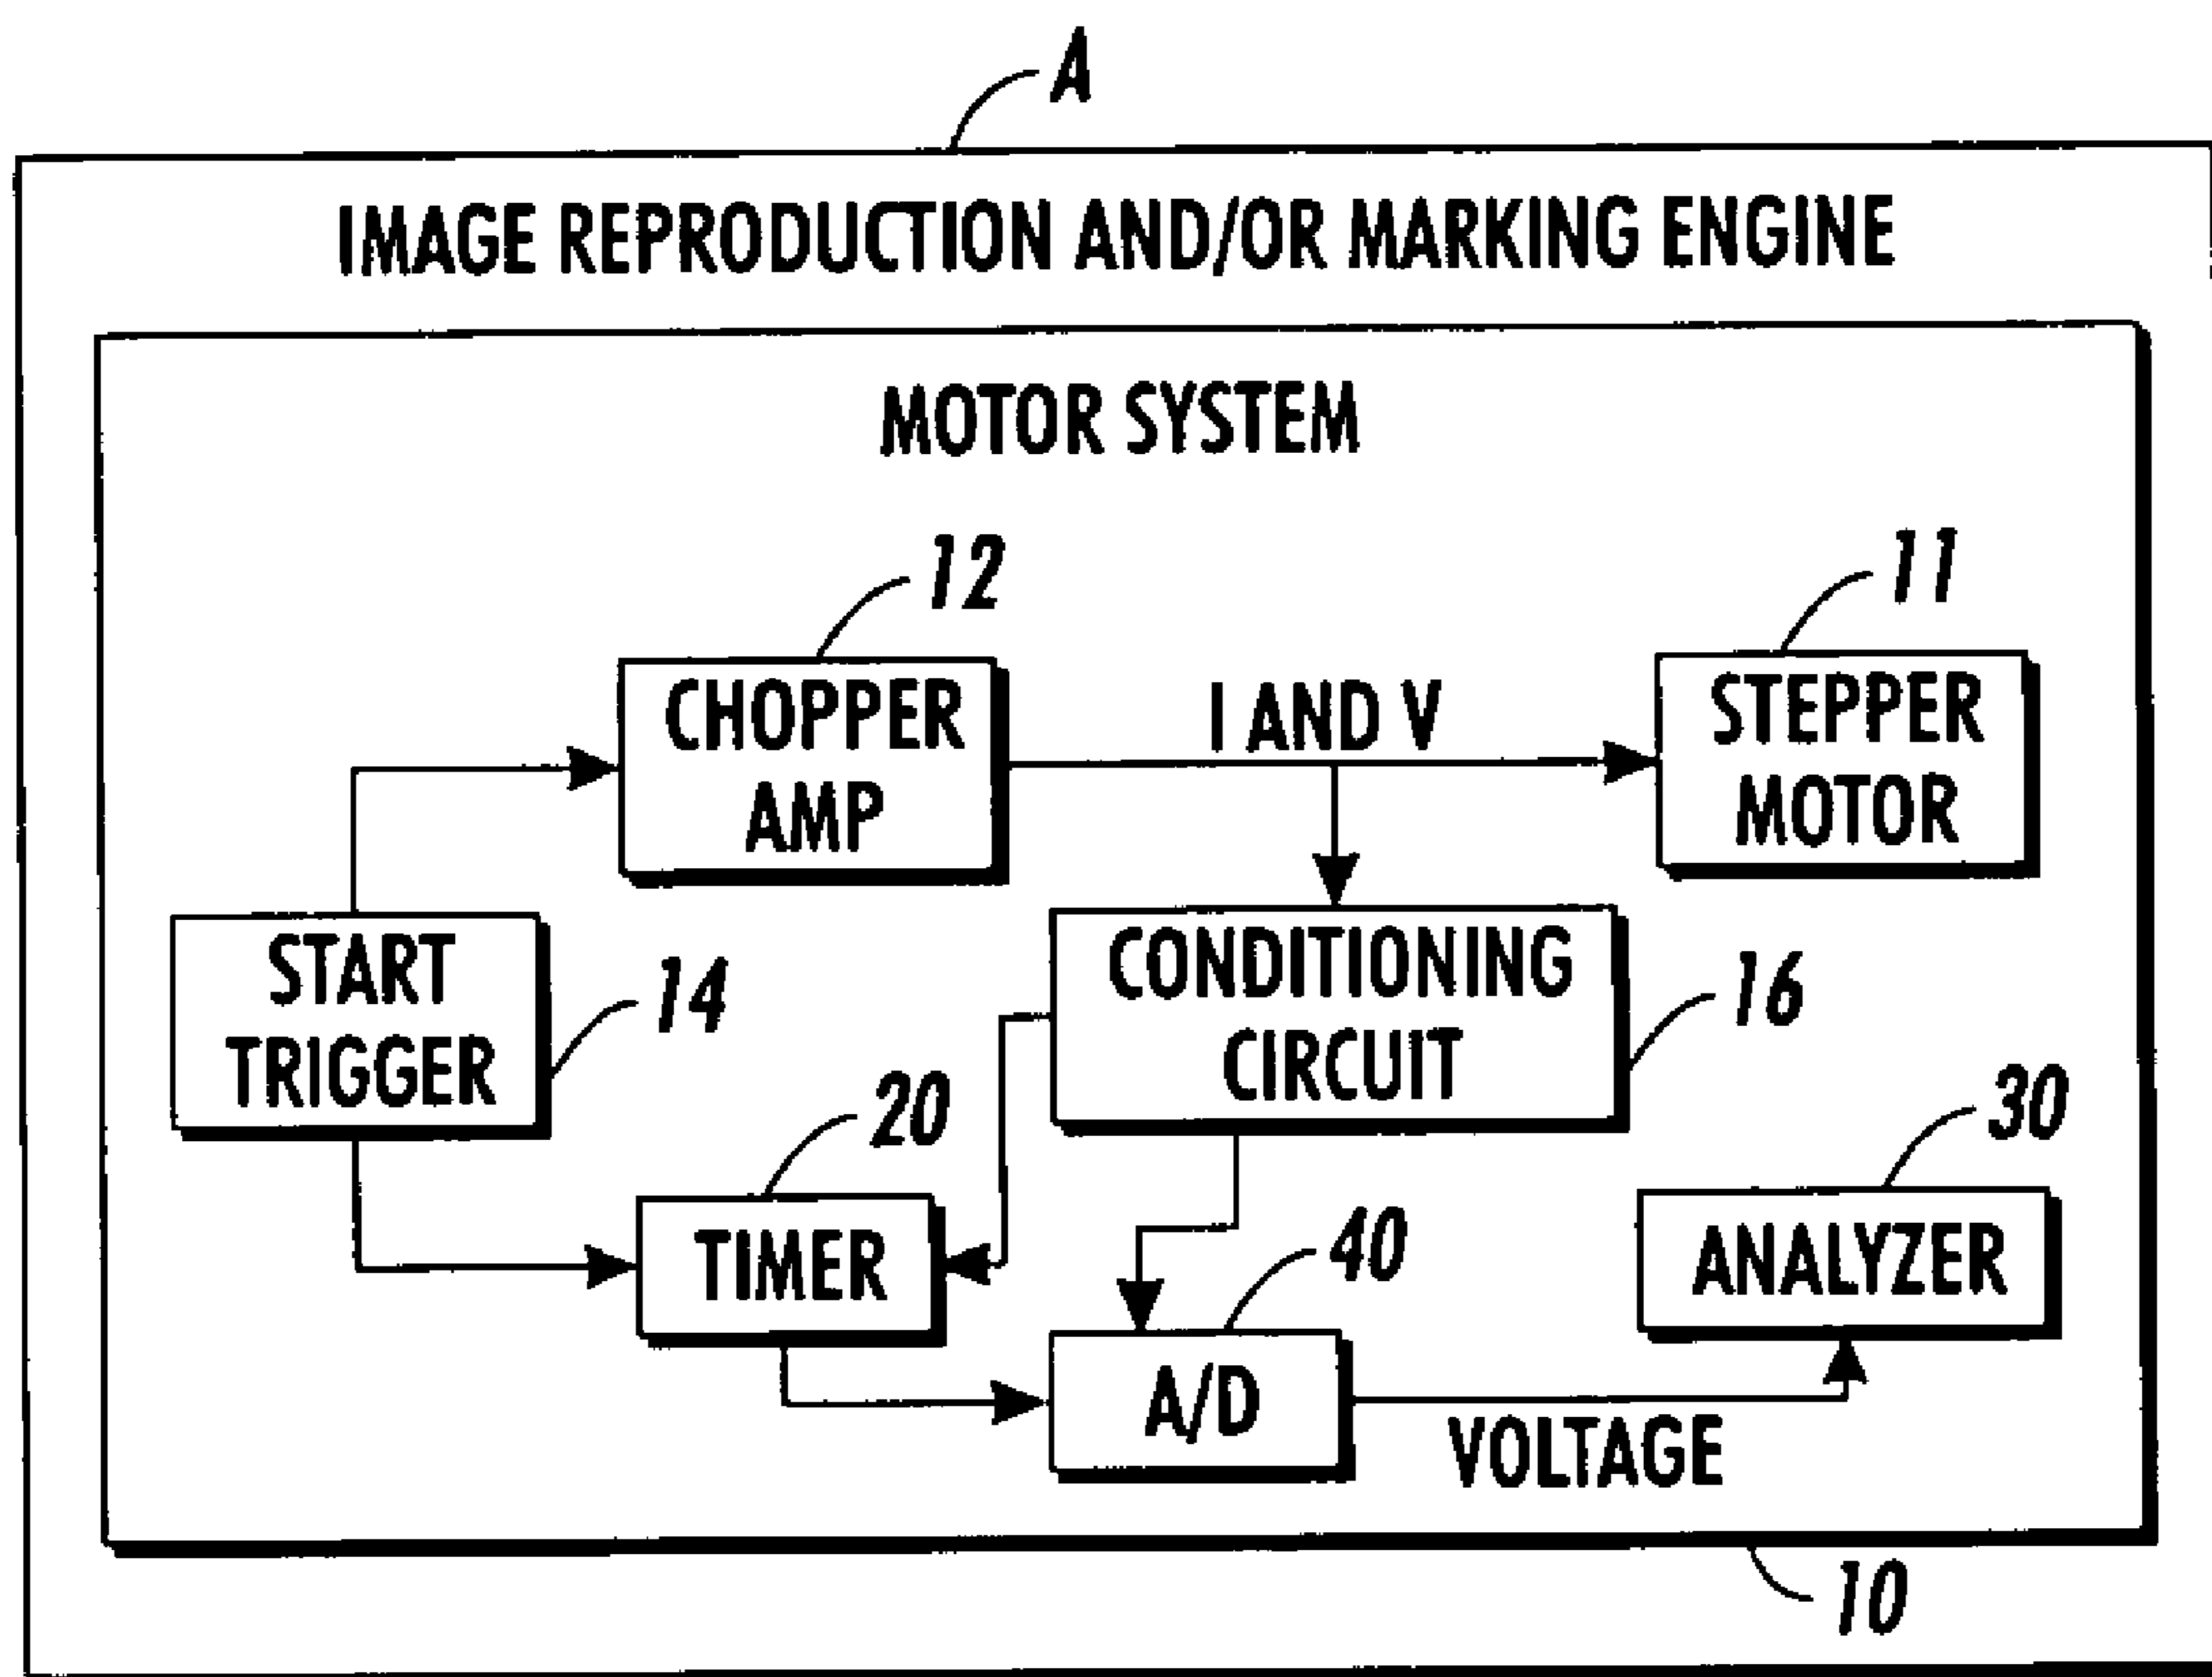 A
IMAGE REPRODUCTION AND/OR MARKING ENGINE
MOTOR SYSTEM
12
11
CHOPPER
AMP
I AND V
STEPPER
MOTOR
START
TRIGGER
14
CONDITIONING
CIRCUIT
16
20
30
TIMER
40
ANALYZER
A/D
VOLTAGE
10